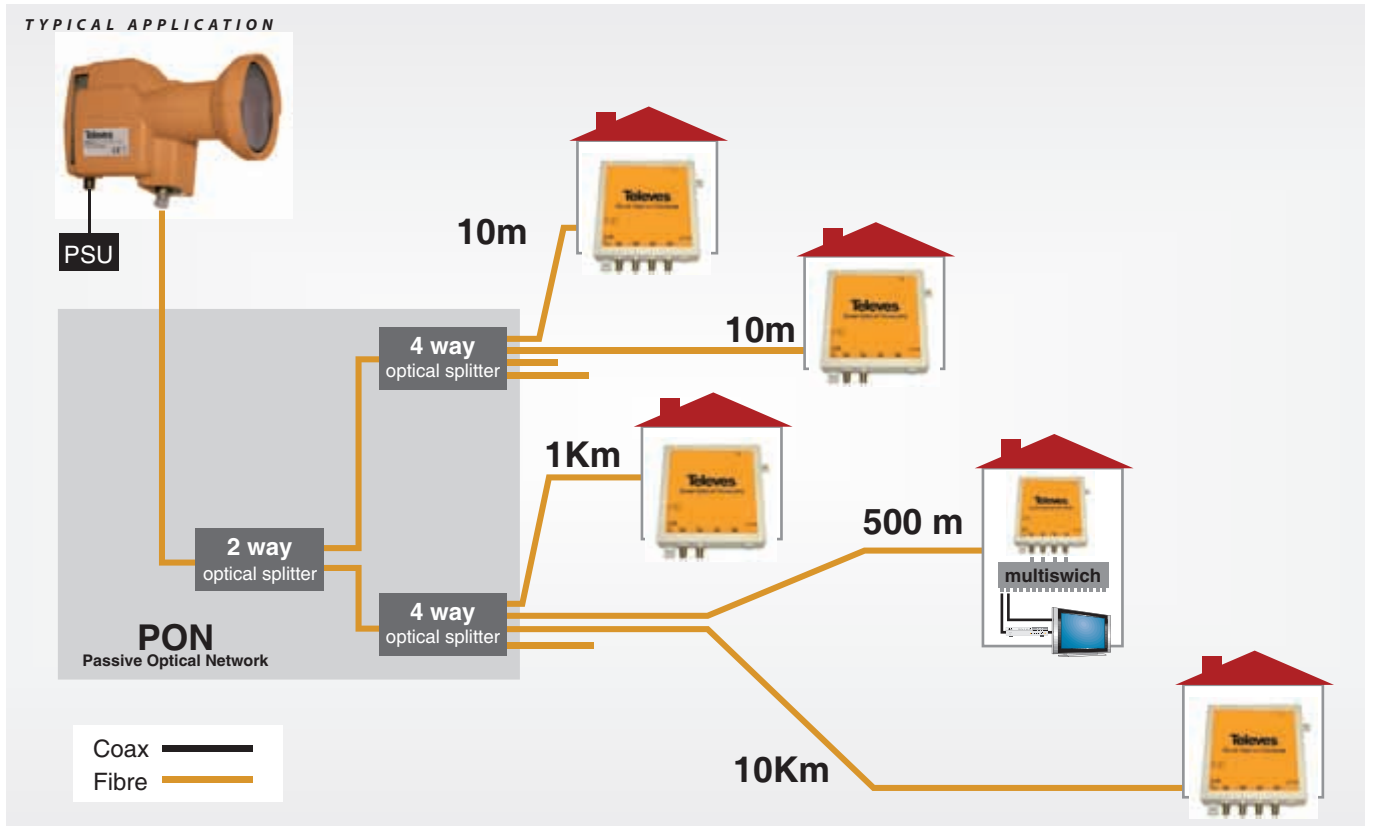 TYPICAL APPLICATION
Televes
PSU
10m
Televes
10m
Televes
4 way
optical splitter
1Km
Televes
500 m
Televes
multiswich
2 way
optical splitter
4 way
optical splitter
PON
Passive Optical Network
10Km
Televes
Coax
Fibre